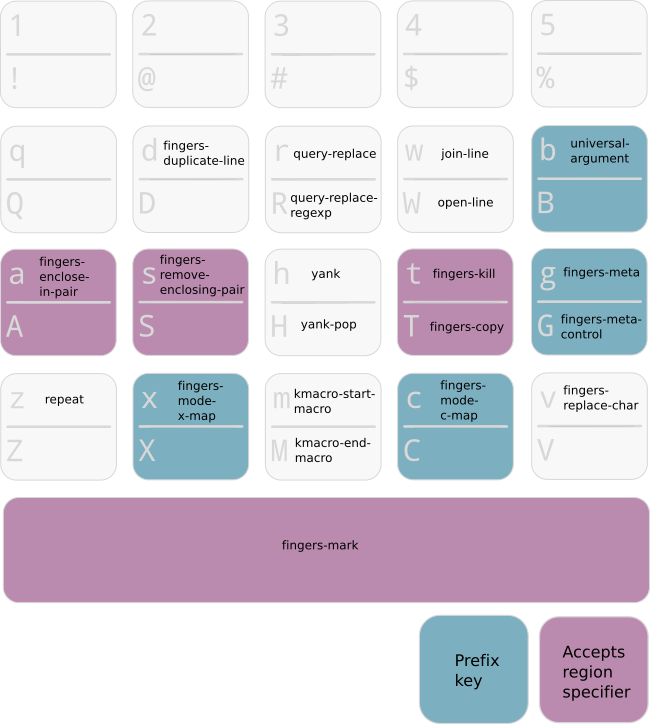 1
!
2
@
3
#
4
$
5
%
q
Q
d fingers-
duplicate-line
D
r query-replace
R query-replace-
regexp
w join-line
W open-line
b universal-
argument
B
a fingers-
enclose-
in-pair
A
s fingers-
remove-
enclosing-pair
S
h yank
H yank-pop
t fingers-kill
T fingers-copy
g fingers-meta
G fingers-meta-
control
z repeat
Z
x fingers-
mode-
x-map
X
m kmacro-start-
macro
M kmacro-end-
macro
c fingers-
mode-
c-map
C
v fingers-
replace-char
V
fingers-mark
Prefix
key
Accepts
region
specifier